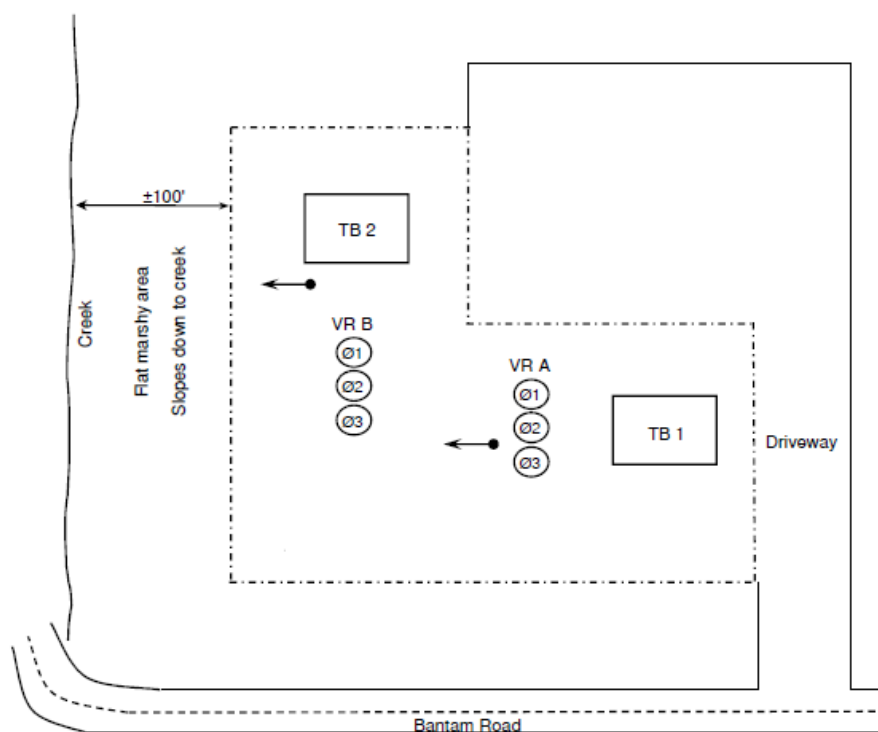 ±100'
TB 2
Creek
Flat marshy area
Slopes down to creek
VR B
Ø1
Ø2
Ø3
VR A
Ø1
Ø2
Ø3
TB 1
Driveway
Bantam Road